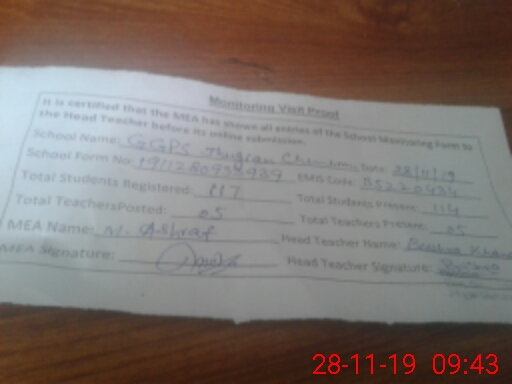 Monitoring Visit Proof
It is certified that the MEA has shown all entries of the School Monitoring Form to
the Head Teacher before its online submission.
School Name: GGPS Date: 28/11/19
School Form No: EMIS Code: 35220434
Total Students Registered: 117 Total Students Present: 114
Total TeachersPosted: 05 Total Teachers Present: 05
MEA Name: M. Ashraf Head Teacher Name:
MEA Signature: Head Teacher Signature:
28-11-19 09:43